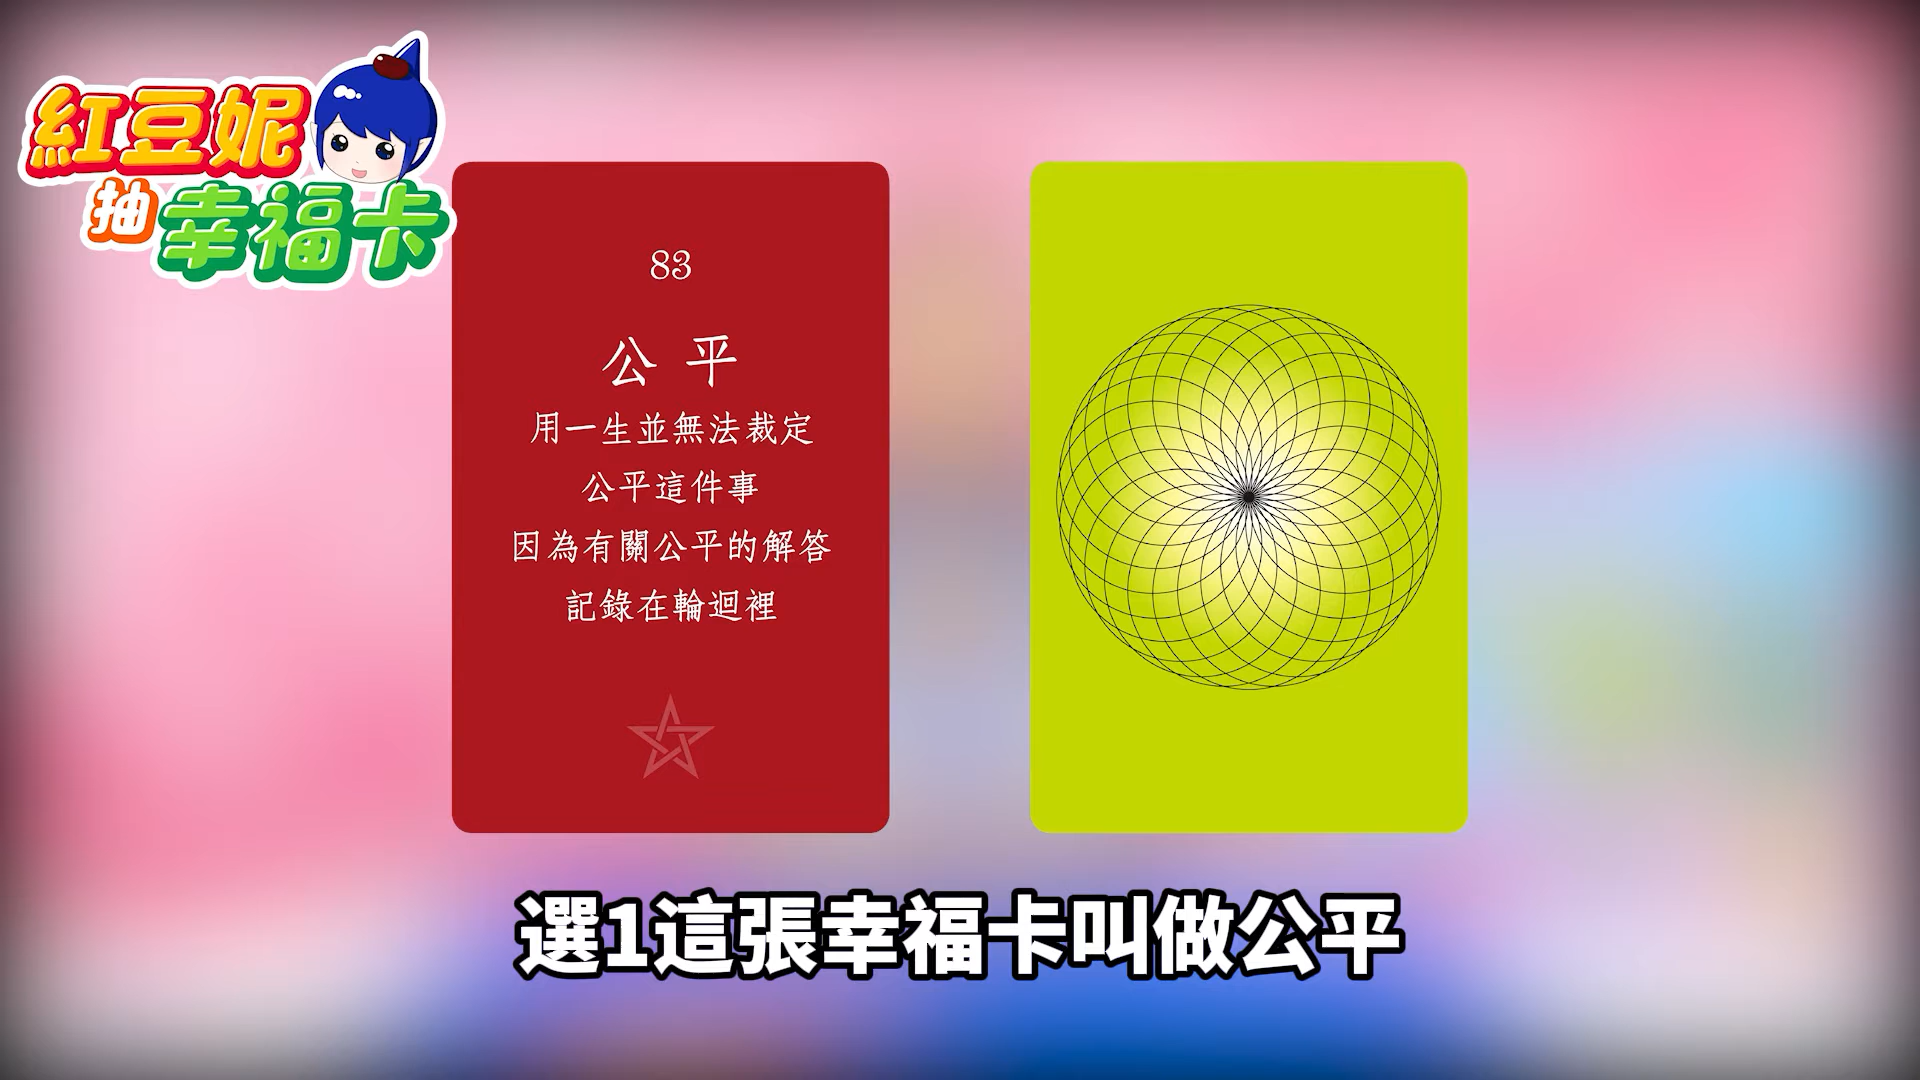 紅豆妮
抽幸福卡
83
公平
用一生並無法裁定
公平這件事
因為有關公平的解答
記錄在輪迴裡
選1這張幸福卡叫做公平